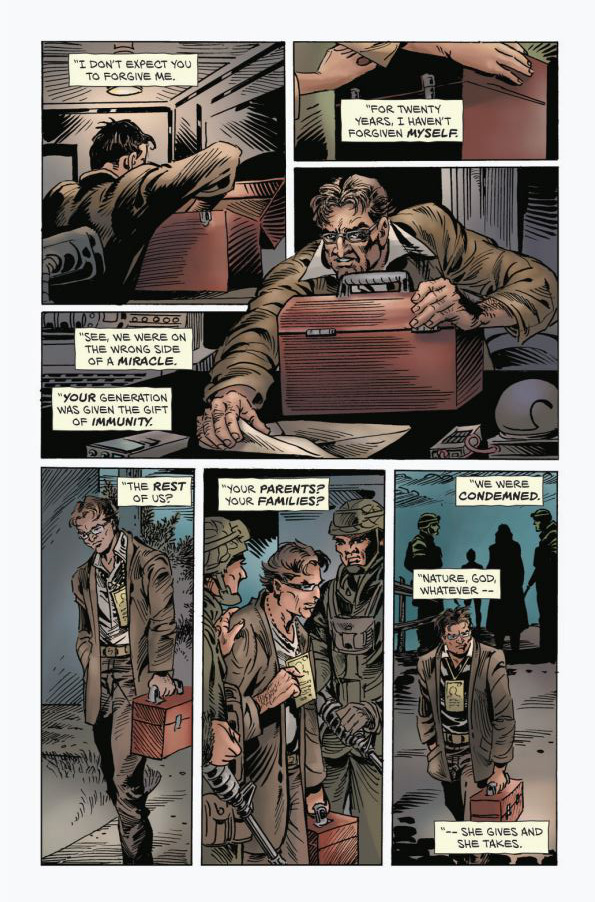 "I DON'T EXPECT YOU
TO FORGIVE ME.
"FOR TWENTY
YEARS, I HAVEN'T
FORGIVEN MYSELF.
"SEE, WE WERE ON
THE WRONG SIDE
OF A MIRACLE.
"YOUR GENERATION
WAS GIVEN THE GIFT
OF IMMUNITY.
"THE REST
OF US?
"YOUR PARENTS?
YOUR FAMILIES?
"WE WERE
CONDEMNED.
"NATURE, GOD,
WHATEVER --
"-- SHE GIVES AND
SHE TAKES.